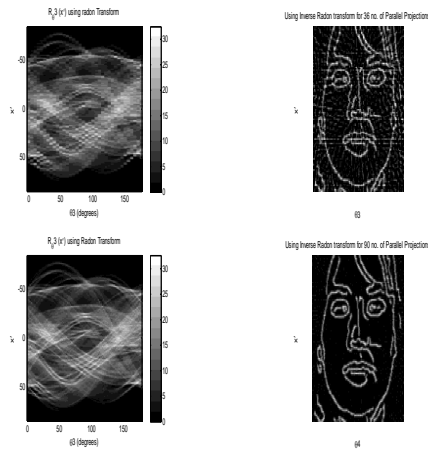 R_θ3 (x') using radon Transform
Using Inverse Radon transform for 36 no. of Parallel Projection
-50
0
50
x'
0 50 100 150
θ3 (degrees)
30
25
20
15
10
5
0
x'
θ3
R_θ3 (x') using Radon Transform
Using Inverse Radon transform for 90 no. of Parallel Projection
-50
0
50
x'
0 50 100 150
θ3 (degrees)
30
25
20
15
10
5
0
x'
θ4